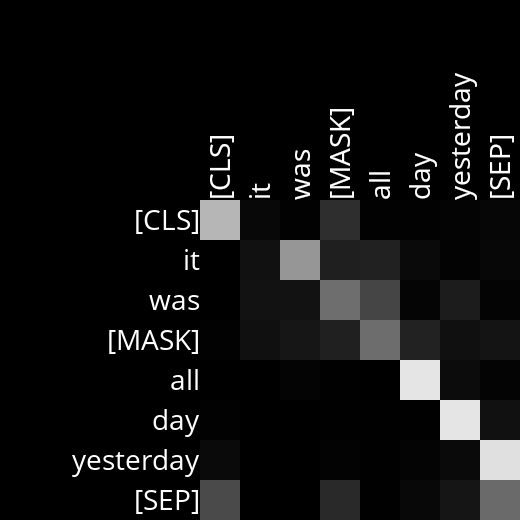 [CLS]
it
was
[MASK]
all
day
yesterday
[SEP]
[CLS]
it
was
[MASK]
all
day
yesterday
[SEP]